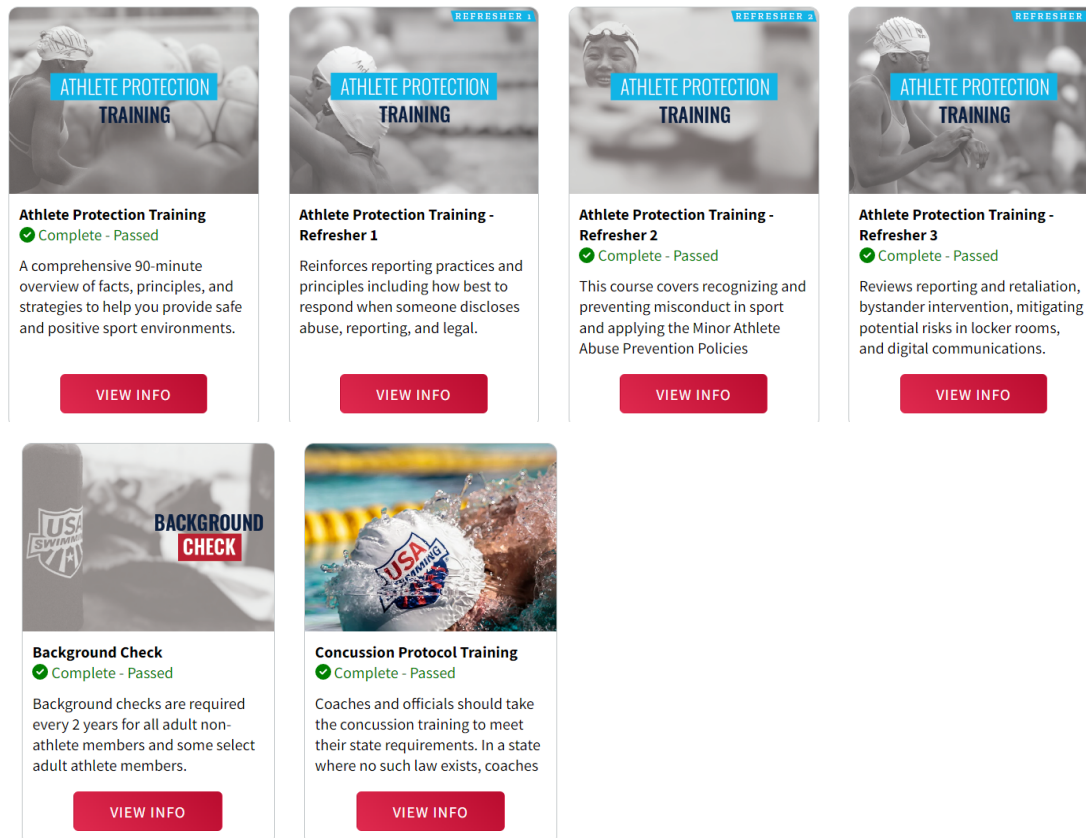 REFRESHER 1
REFRESHER 2
REFRESHER
ATHLETE PROTECTION
TRAINING
ATHLETE PROTECTION
TRAINING
ATHLETE PROTECTION
TRAINING
ATHLETE PROTECTION
TRAINING
Athlete Protection Training
Complete - Passed
A comprehensive 90-minute
overview of facts, principles, and
strategies to help you provide safe
and positive sport environments.
VIEW INFO
Athlete Protection Training -
Refresher 1
Reinforces reporting practices and
principles including how best to
respond when someone discloses
abuse, reporting, and legal.
VIEW INFO
Athlete Protection Training -
Refresher 2
Complete - Passed
This course covers recognizing and
preventing misconduct in sport
and applying the Minor Athlete
Abuse Prevention Policies
VIEW INFO
Athlete Protection Training -
Refresher 3
Complete - Passed
Reviews reporting and retaliation,
bystander intervention, mitigating
potential risks in locker rooms,
and digital communications.
VIEW INFO
USA
SWIMMING
BACKGROUND
CHECK
Background Check
Complete - Passed
Background checks are required
every 2 years for all adult non-
athlete members and some select
adult athlete members.
VIEW INFO
USA
SWIMMING
Concussion Protocol Training
Complete - Passed
Coaches and officials should take
the concussion training to meet
their state requirements. In a state
where no such law exists, coaches
VIEW INFO